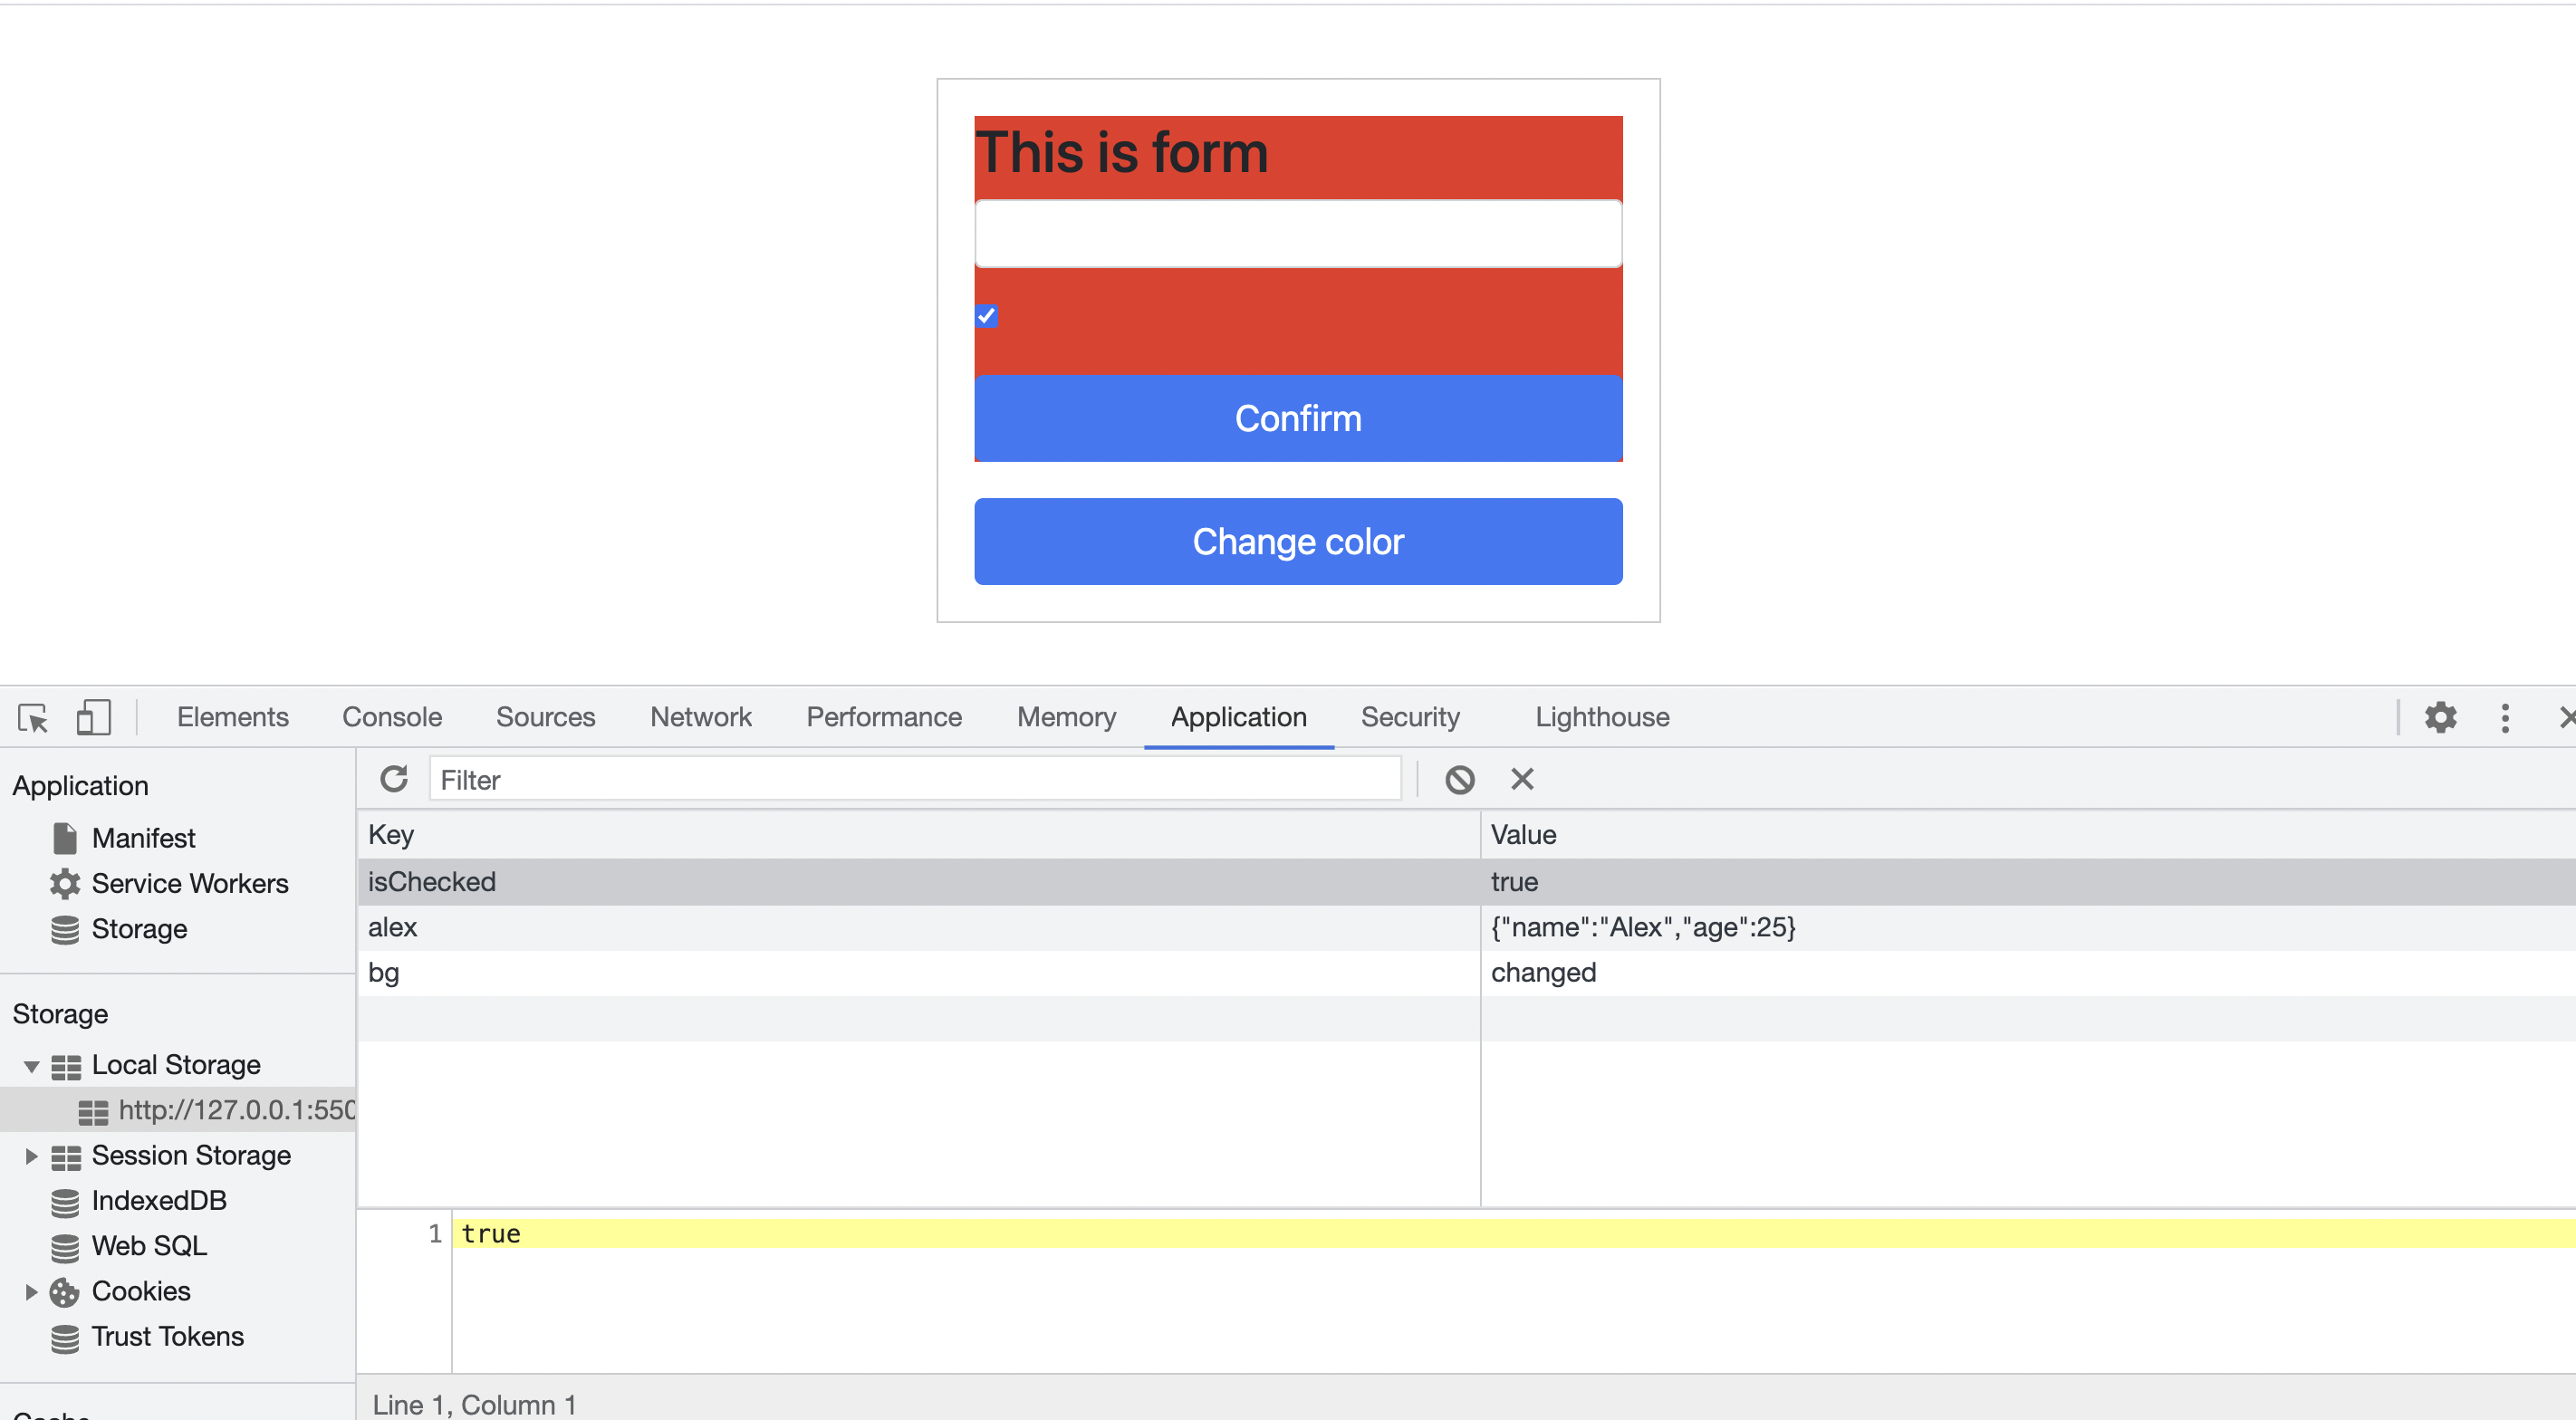 This is form
Confirm
Change color
Elements Console Sources Network Performance Memory Application Security Lighthouse
Application
Manifest
Service Workers
Storage
Storage
Local Storage
http://127.0.0.1:550
Session Storage
IndexedDB
Web SQL
Cookies
Trust Tokens
Filter
Key Value
isChecked true
alex {"name":"Alex","age":25}
bg changed
1 true
Line 1, Column 1